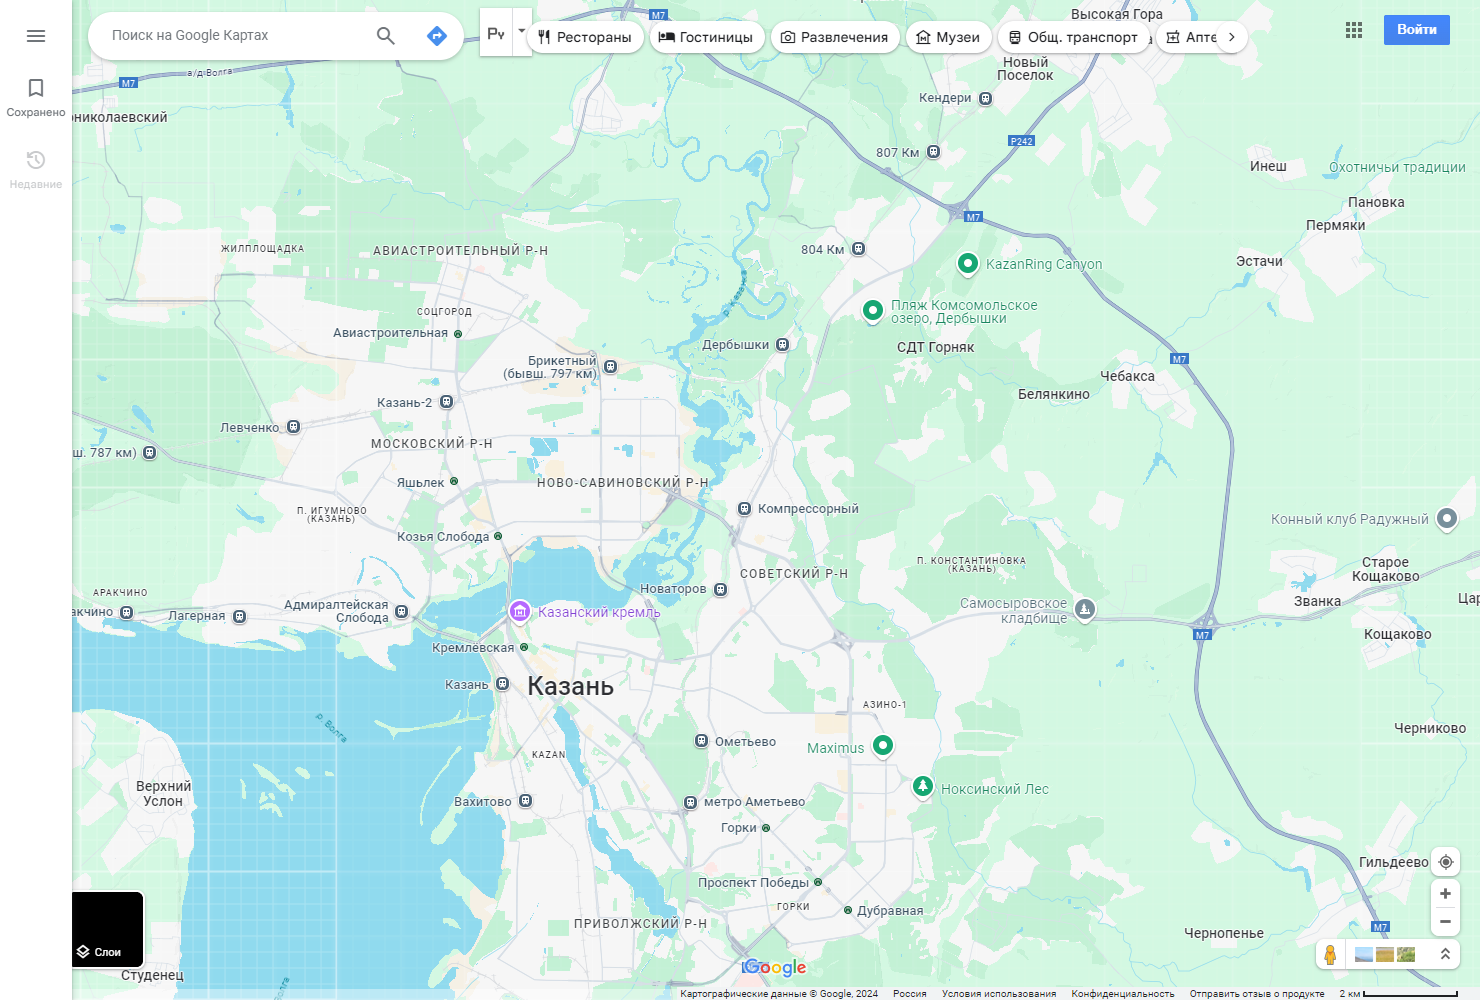 Поиск на Google Картах
Сохранено
Недавние
Рестораны
Гостиницы
Развлечения
Музеи
Общ. транспорт
Апте
Войти
M7
а/д Волга
M7
Высокая Гора
Новый
Поселок
Кендери
ониколаевский
P242
807 Км
Инеш
Охотничьи традиции
Пановка
M7
Пермяки
ЖИЛПЛОЩАДКА
АВИАСТРОИТЕЛЬНЫЙ Р-Н
804 Км
KazanRing Canyon
Эстачи
р. Казанка
Пляж Комсомольское
озеро, Дербышки
СОЦГОРОД
Авиастроительная
Дербышки
СДТ Горняк
M7
Брикетный
(бывш. 797 км)
Чебакса
Белянкино
Казань-2
Левченко
МОСКОВСКИЙ Р-Н
ш. 787 км)
Яшьлек
НОВО-САВИНОВСКИЙ Р-Н
П. ИГУМНОВО
(КАЗАНЬ)
Компрессорный
Конный клуб Радужный
Козья Слобода
П. КОНСТАНТИНОВКА
(КАЗАНЬ)
СОВЕТСКИЙ Р-Н
Старое
Кощаково
АРАКЧИНО
Новаторов
Званка
Цар
акчино
Лагерная
Адмиралтейская
Слобода
Казанский кремль
Самосыровское
кладбище
M7
Кощаково
Кремлёвская
Казань
Казань
АЗИНО-1
р. Волга
Черниково
Ометьево
Maximus
KAZAN
Верхний
Услон
Ноксинский Лес
Вахитово
метро Аметьево
Горки
Гильдеево
Проспект Победы
ГОРКИ
Дубравная
ПРИВОЛЖСКИЙ Р-Н
M7
Чернопенье
Слои
Студенец
Google
Картографические данные © Google, 2024
Россия
Условия использования
Конфиденциальность
Отправить отзыв о продукте
2 км